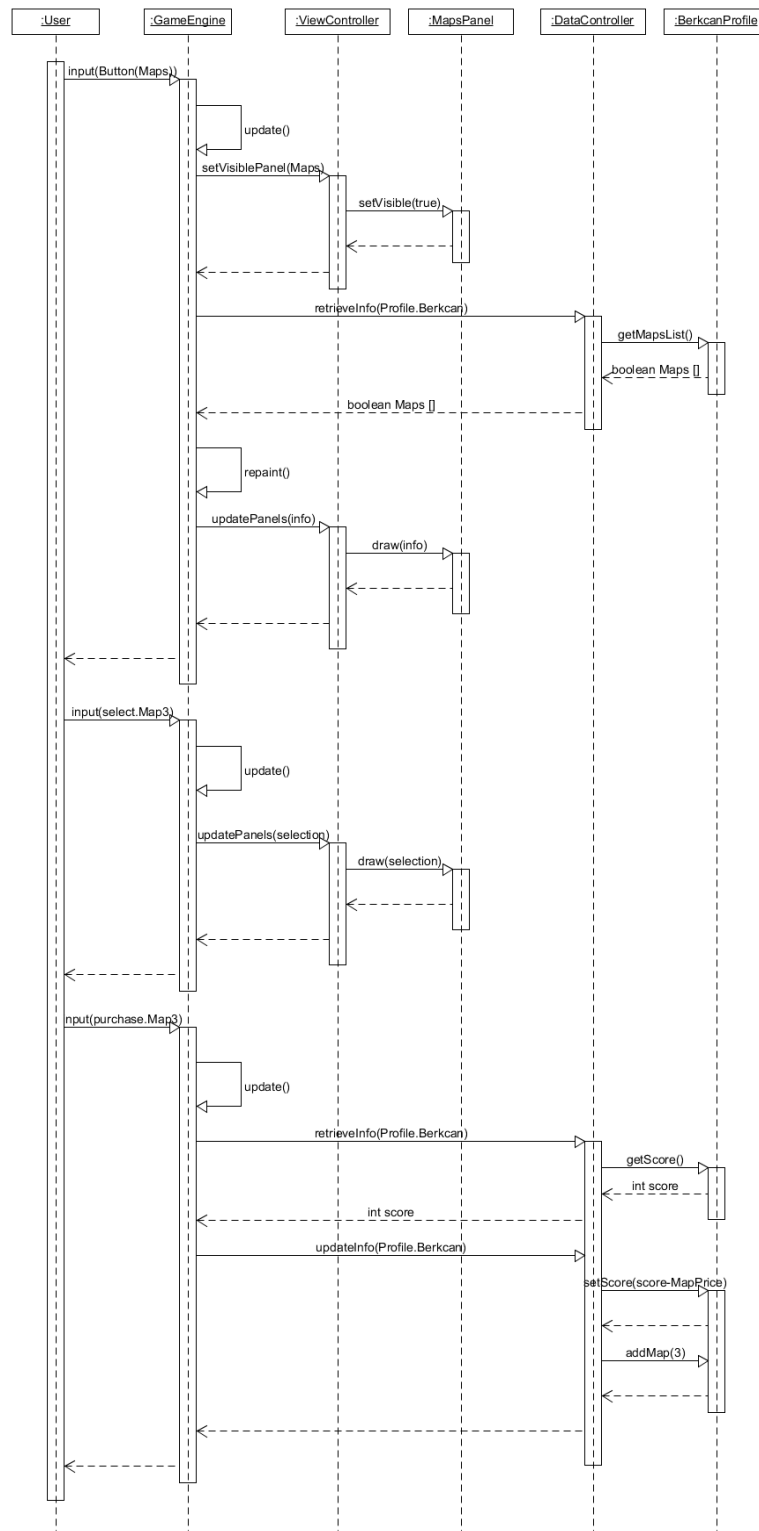 :User
:GameEngine
:ViewController
:MapsPanel
:DataController
:BerkcanProfile
input(Button(Maps))
update()
setVisiblePanel(Maps)
setVisible(true)
retrieveInfo(Profile.Berkcan)
getMapsList()
boolean Maps []
boolean Maps []
repaint()
updatePanels(info)
draw(info)
input(select.Map3)
update()
updatePanels(selection)
draw(selection)
nput(purchase.Map3)
update()
retrieveInfo(Profile.Berkcan)
getScore()
int score
int score
updateInfo(Profile.Berkcan)
setScore(score-MapPrice)
addMap(3)